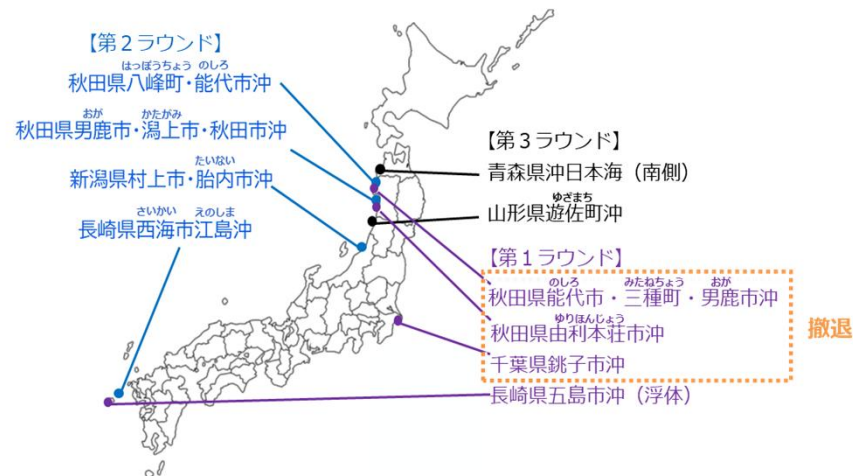 【第２ラウンド】
はっぽうちょう のしろ
秋田県八峰町・能代市沖
おが かたがみ
秋田県男鹿市・潟上市・秋田市沖
たいない
新潟県村上市・胎内市沖
さいかい えのしま
長崎県西海市江島沖
【第３ラウンド】
青森県沖日本海（南側）
ゆざまち
山形県遊佐町沖
【第１ラウンド】
のしろ みたねちょう おが
秋田県能代市・三種町・男鹿市沖
ゆりほんじょう
秋田県由利本荘市沖
千葉県銚子市沖
撤退
長崎県五島市沖（浮体）